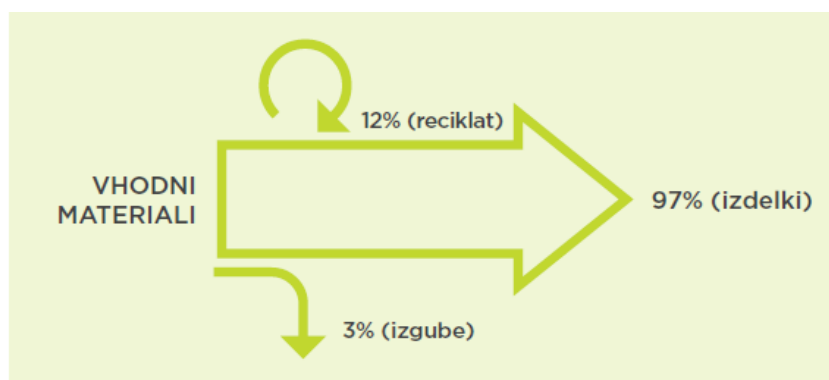 12% (reciklat)
VHODNI
MATERIALI
97% (izdelki)
3% (izgube)